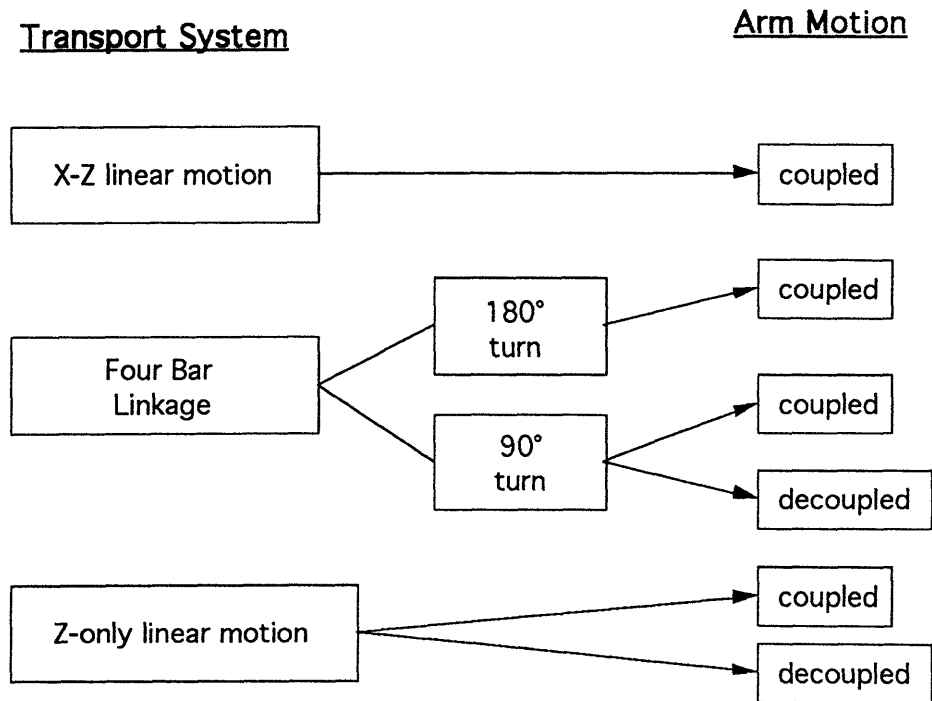 Transport System
Arm Motion
X-Z linear motion
coupled
Four Bar
Linkage
180°
turn
coupled
90°
turn
coupled
decoupled
Z-only linear motion
coupled
decoupled